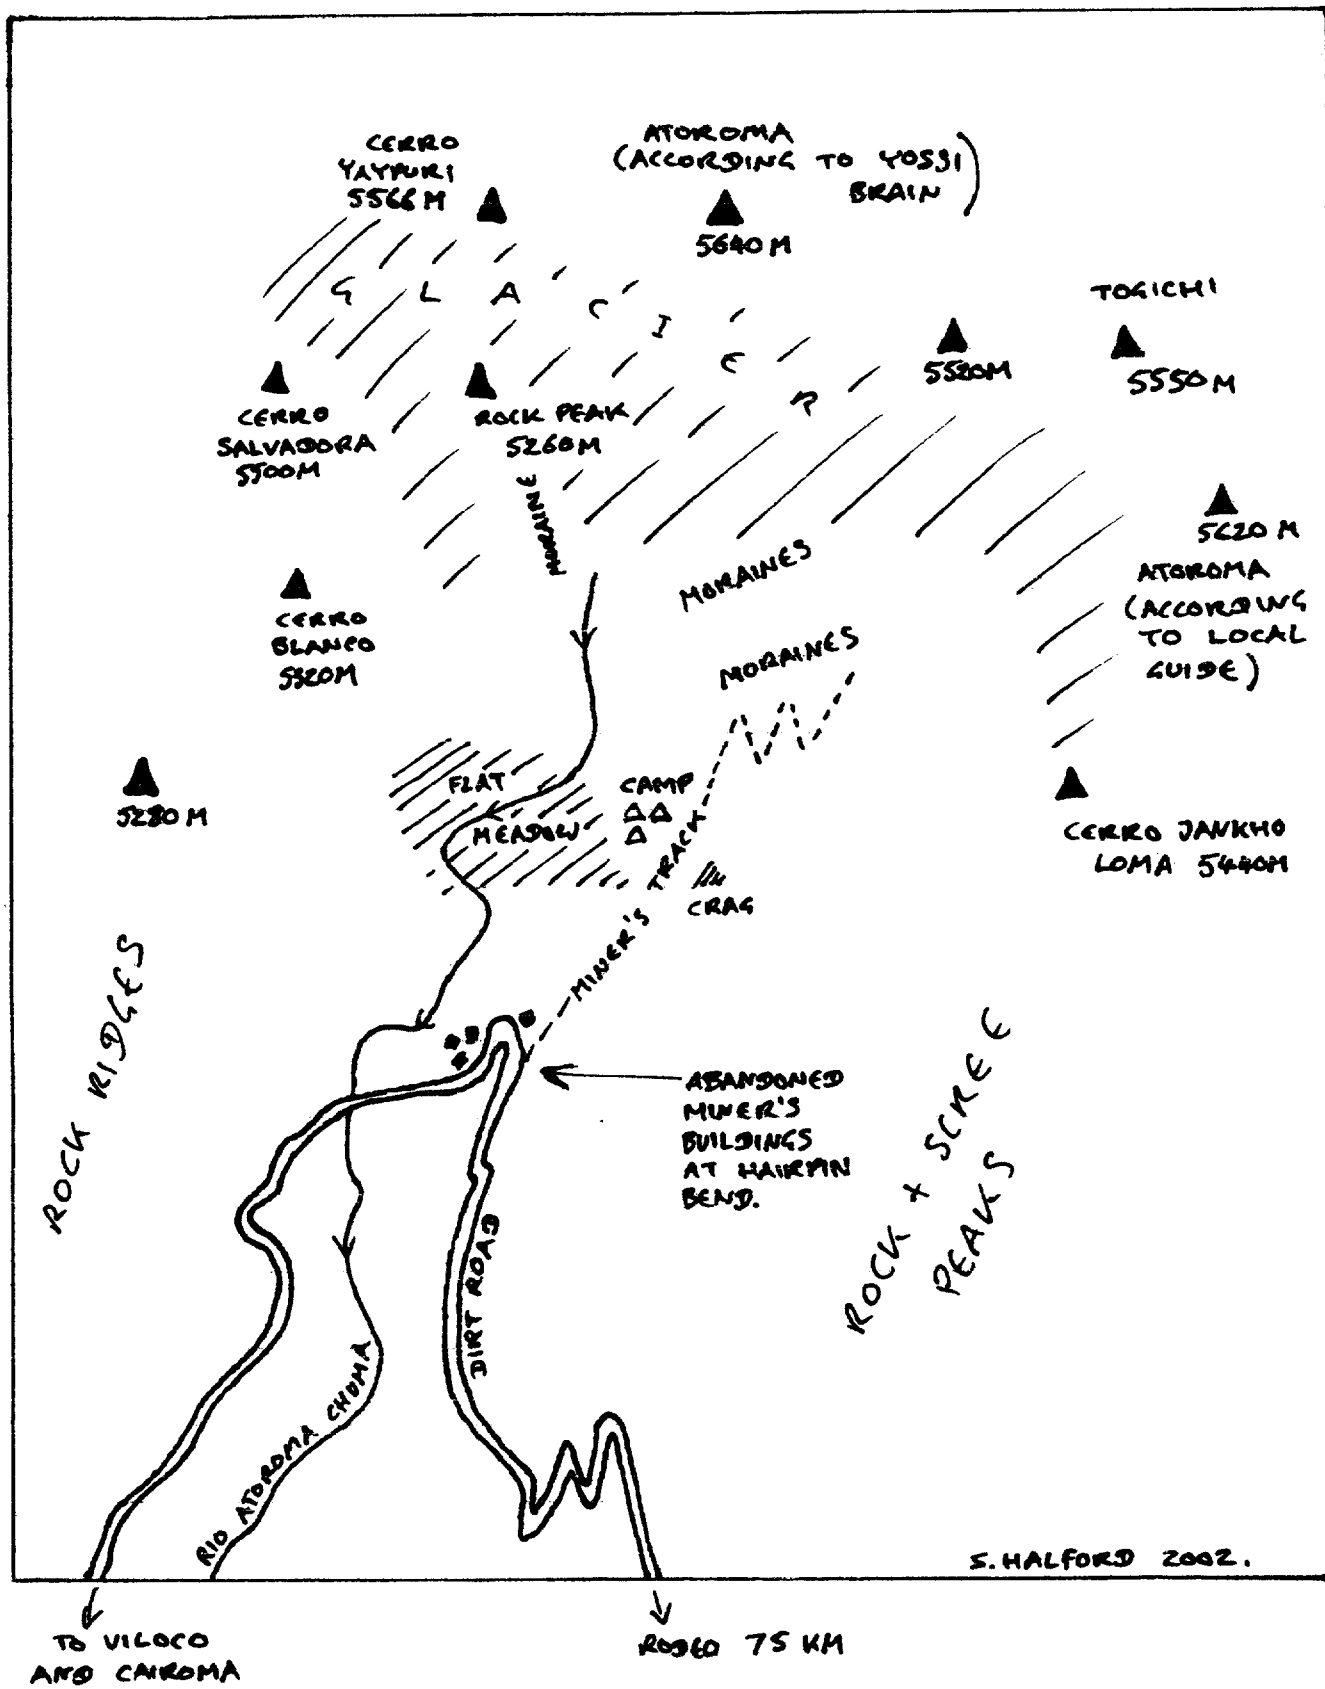 CERRO
YAYPURI
5566 M
ATOROMA
(ACCORDING TO YOSSI
BRAIN)
5640 M
GLACIER
TOGICHI
5550 M
5520M
CERRO
SALVADORA
5500M
ROCK PEAK
5260M
MORAINE
MORAINES
MORAINES
5620 M
ATOROMA
(ACCORDING
TO LOCAL
GUIDE)
CERRO
BLANCO
5320M
5280 M
FLAT
MEADOW
CAMP
MINER'S TRACK
CRAG
CERRO JANKHO
LOMA 5440M
ROCK RIDGES
ABANDONED
MINER'S
BUILDINGS
AT HAIRPIN
BEND.
ROCK + SCREE
PEAKS
DIRT ROAD
RIO ATOROMA CHOMA
S. HALFORD 2002.
TO VILOCO
AND CAIROMA
RODEO 75 KM